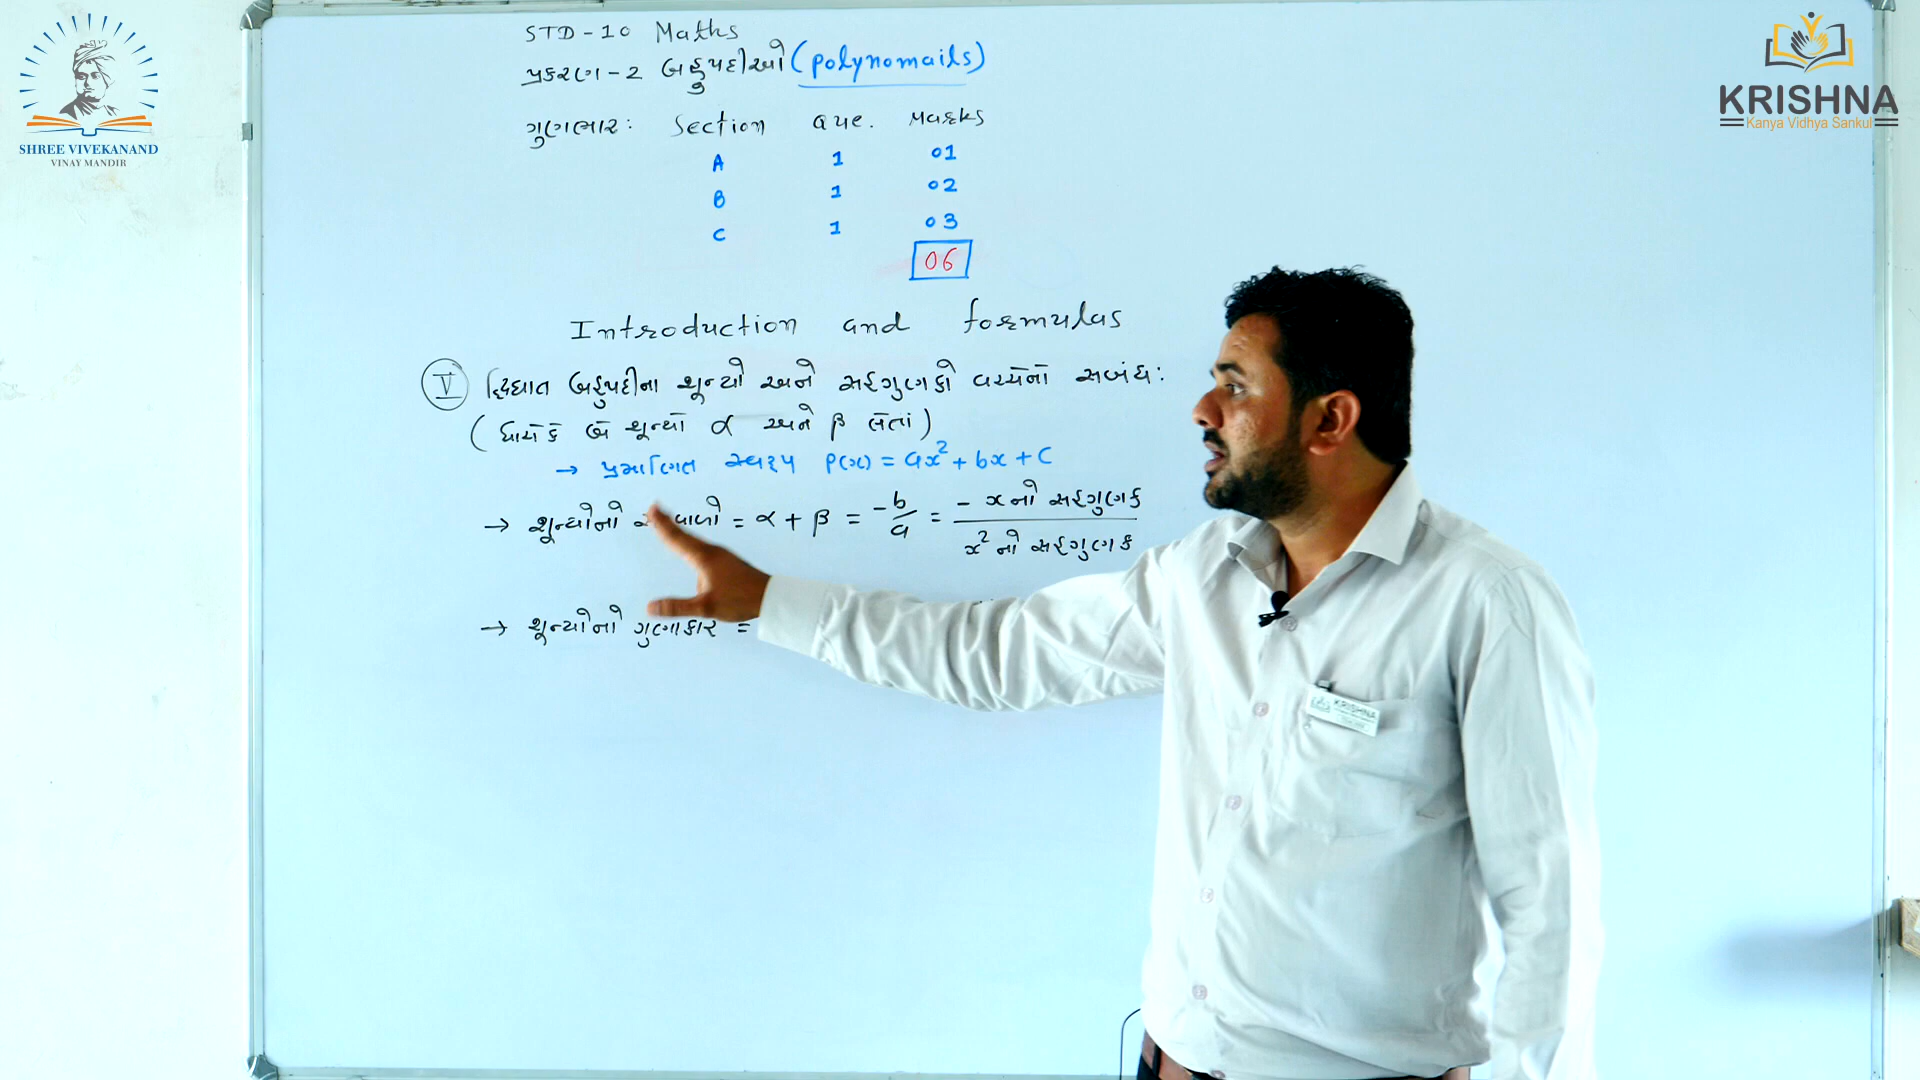 SHREE VIVEKANAND
VINAY MANDIR
KRISHNA
Kanya Vidhya Sankul
STD - 10 Maths
પ્રકરણ - 2 બહુપદીઓ (polynomails)
ગુણભાર : Section Que. Marks
A 1 01
B 1 02
C 1 03
06
Introduction and formulas
V દ્વિઘાત બહુપદીના શૂન્યો અને સહગુણકો વચ્ચેનો સબંધ :
(ધારોકે બે શૂન્યો α અને β લેતાં)
→ પ્રમાણિત સ્વરૂપ P(x) = ax² + bx + c
→ શૂન્યોનો = α + β = -b/a = - x નો સહગુણક / x² નો સહગુણક
→ શૂન્યોનો ગુણાકાર =
KRISHNA